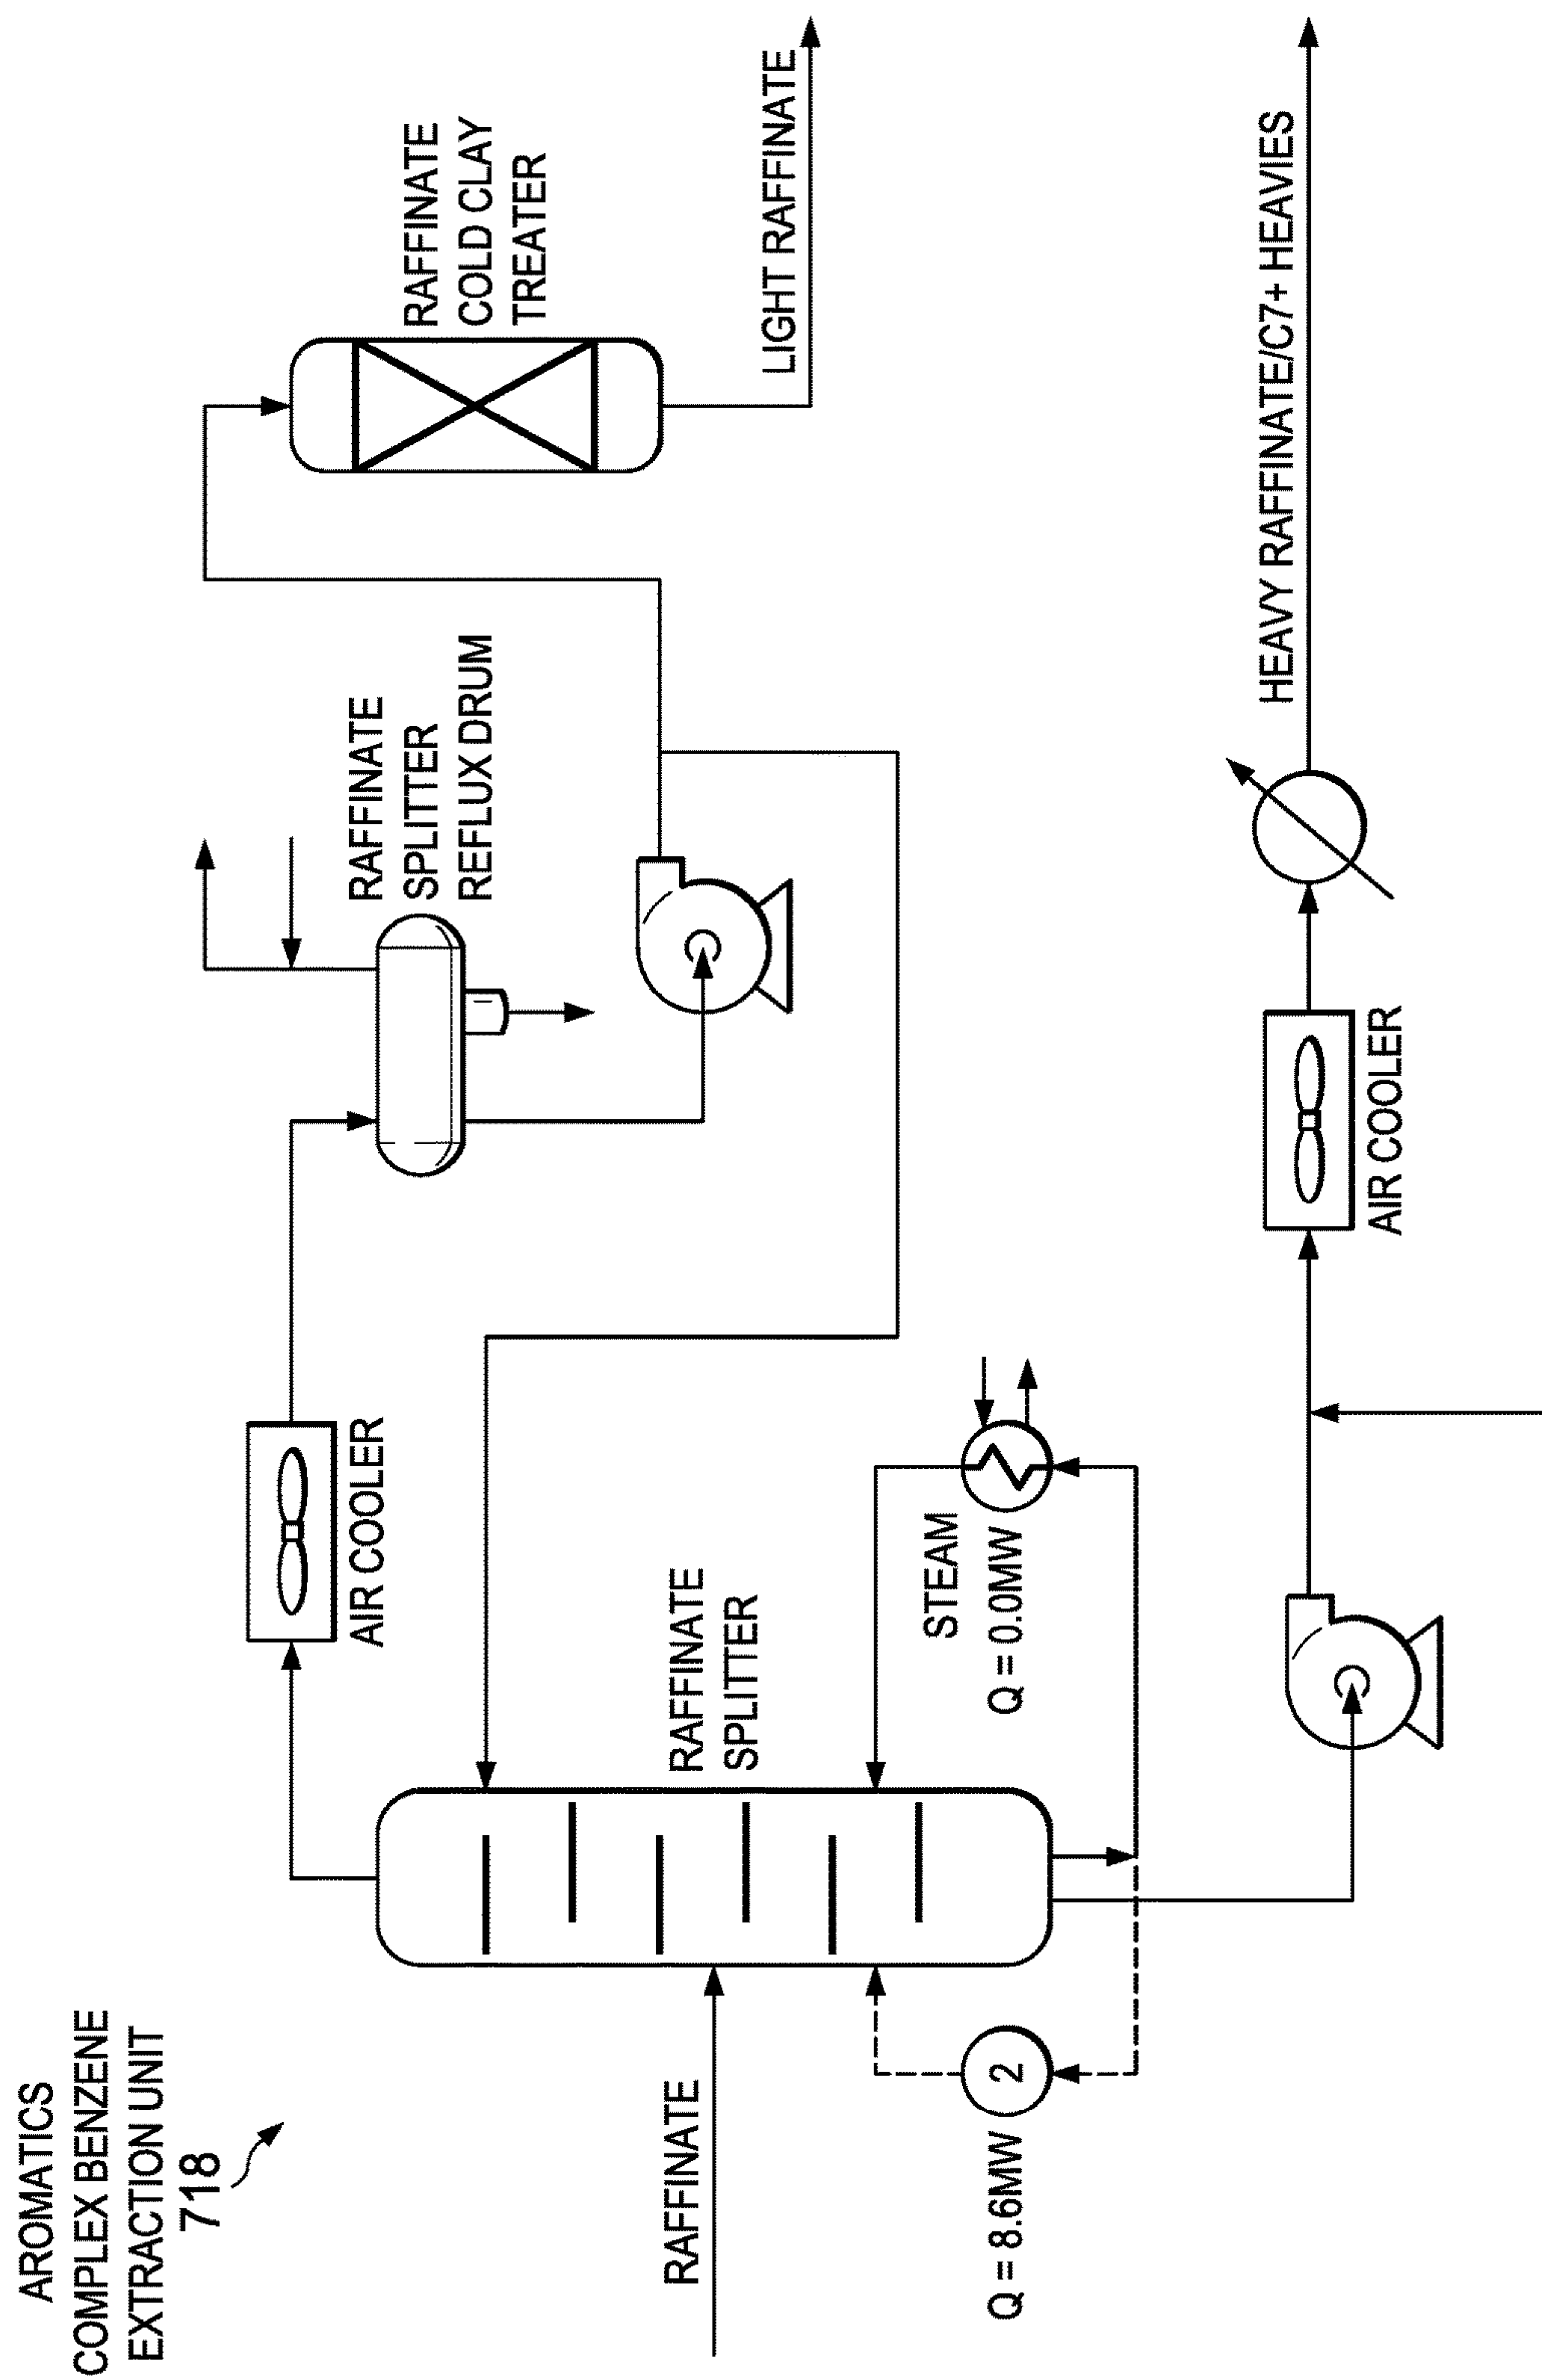 AROMATICS
COMPLEX BENZENE
EXTRACTION UNIT
718
AIR COOLER
RAFFINATE
SPLITTER
REFLUX DRUM
RAFFINATE
COLD CLAY
TREATER
RAFFINATE
RAFFINATE
SPLITTER
LIGHT RAFFINATE
Q = 8.6MW
2
STEAM
Q = 0.0MW
AIR COOLER
HEAVY RAFFINATE/C7+ HEAVIES